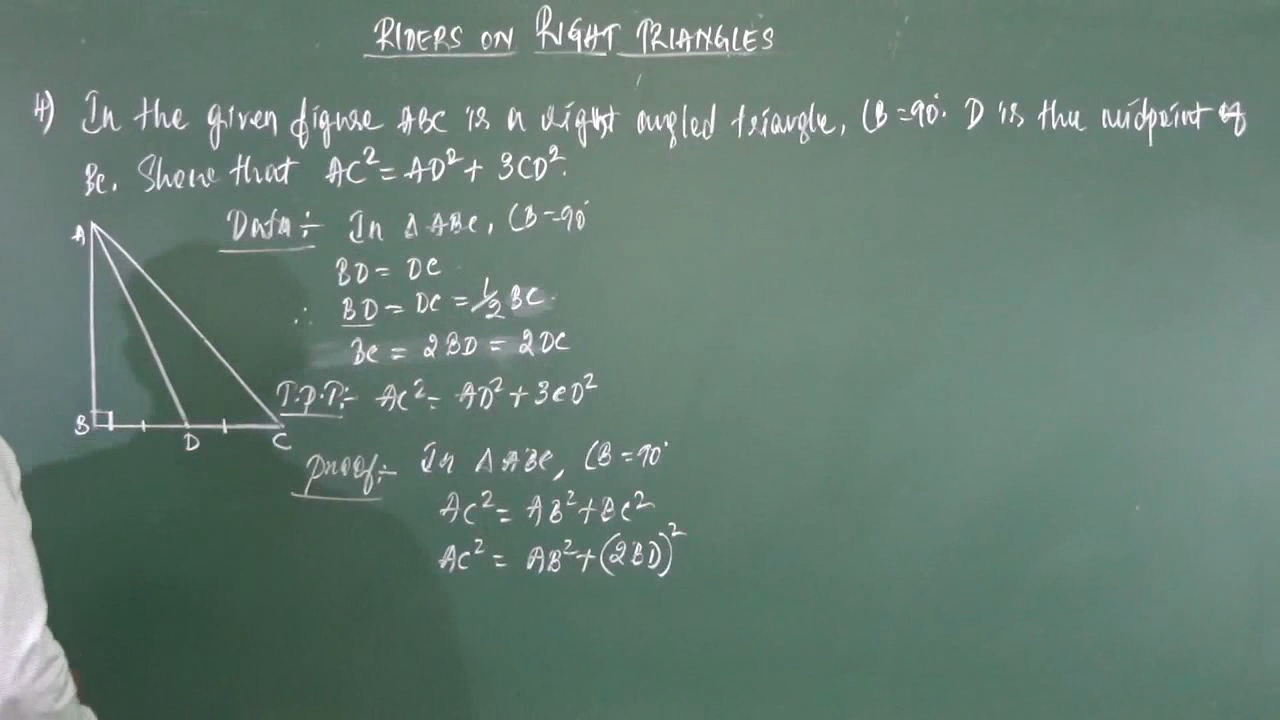 RIDERS ON RIGHT TRIANGLES
4) In the given figure ABC is a right angled triangle, ∠B = 90°. D is the midpoint of
BC. Show that AC² = AD² + 3CD².
Data :- In Δ ABC, ∠B = 90°
BD = DC
∴ BD = DC = 1/2 BC.
BC = 2BD = 2DC
T.P.T:- AC² = AD² + 3CD²
Proof:- In Δ ABC, ∠B = 90°
AC² = AB² + BC²
AC² = AB² + (2BD)²
A
B
D
C